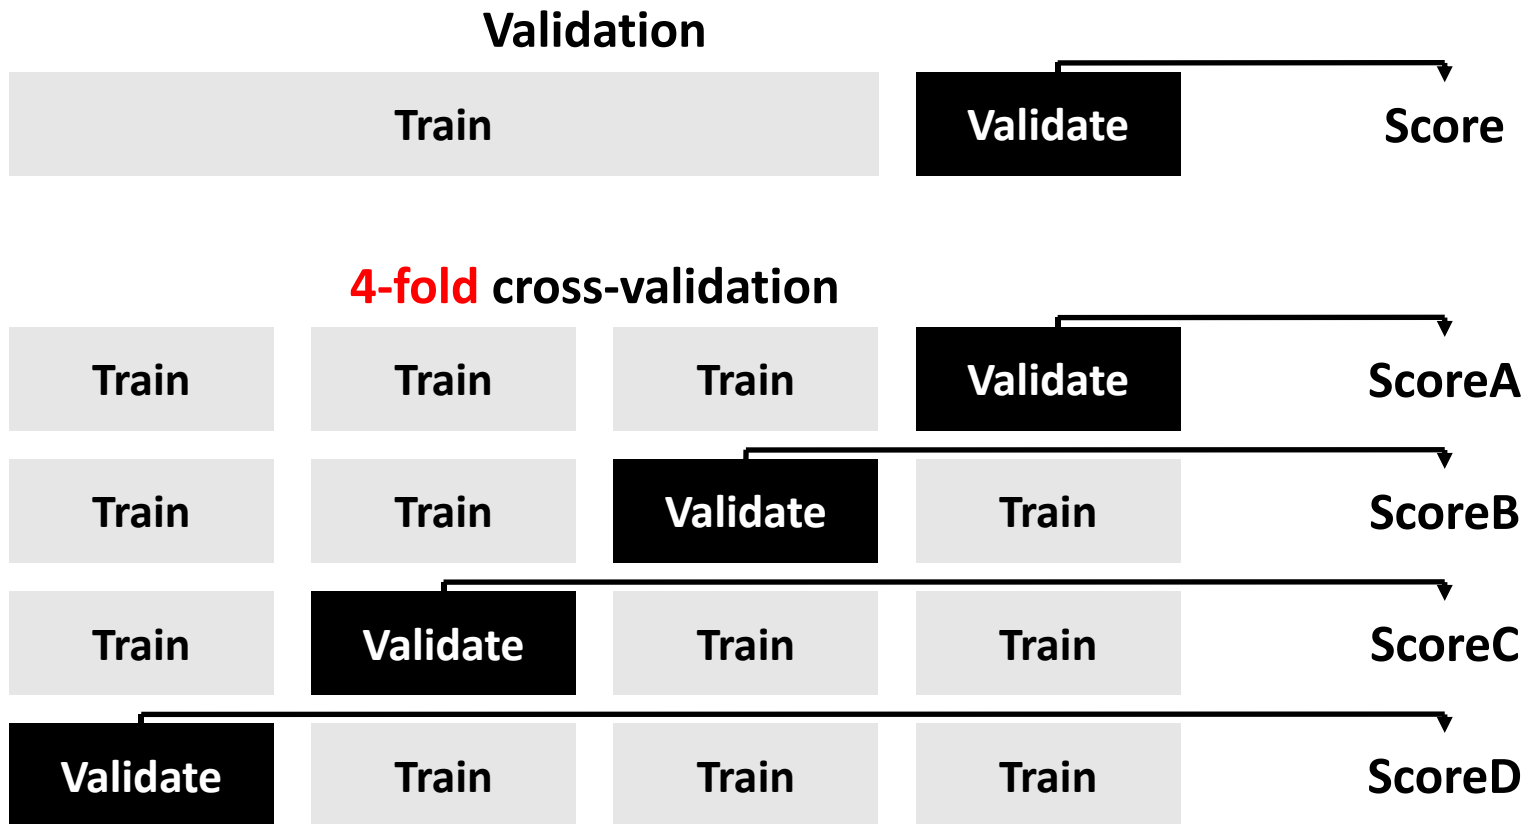 Validation
Train Validate Score
4-fold cross-validation
Train Train Train Validate ScoreA
Train Train Validate Train ScoreB
Train Validate Train Train ScoreC
Validate Train Train Train ScoreD